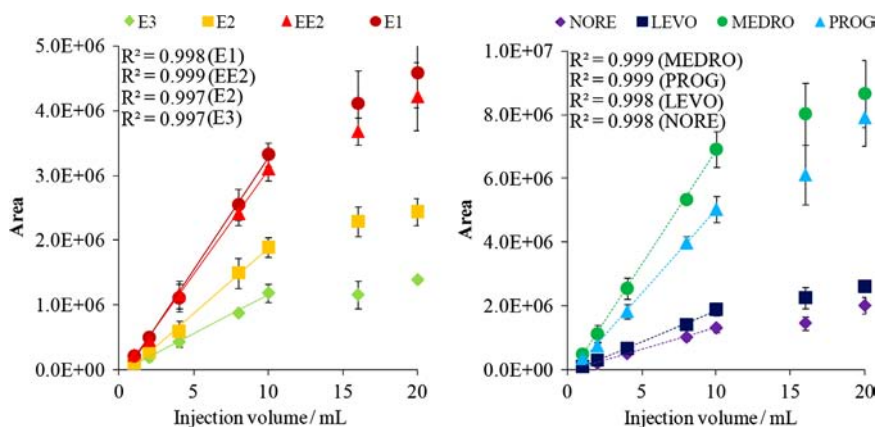 E3 E2 EE2 E1
R² = 0.998 (E1)
R² = 0.999 (EE2)
R² = 0.997 (E2)
R² = 0.997 (E3)
5.0E+06
4.0E+06
3.0E+06
2.0E+06
1.0E+06
0.0E+00
Area
0 5 10 15 20
Injection volume / mL
NORE LEVO MEDRO PROG
R² = 0.999 (MEDRO)
R² = 0.999 (PROG)
R² = 0.998 (LEVO)
R² = 0.998 (NORE)
1.0E+07
8.0E+06
6.0E+06
4.0E+06
2.0E+06
0.0E+00
Area
0 5 10 15 20
Injection volume / mL